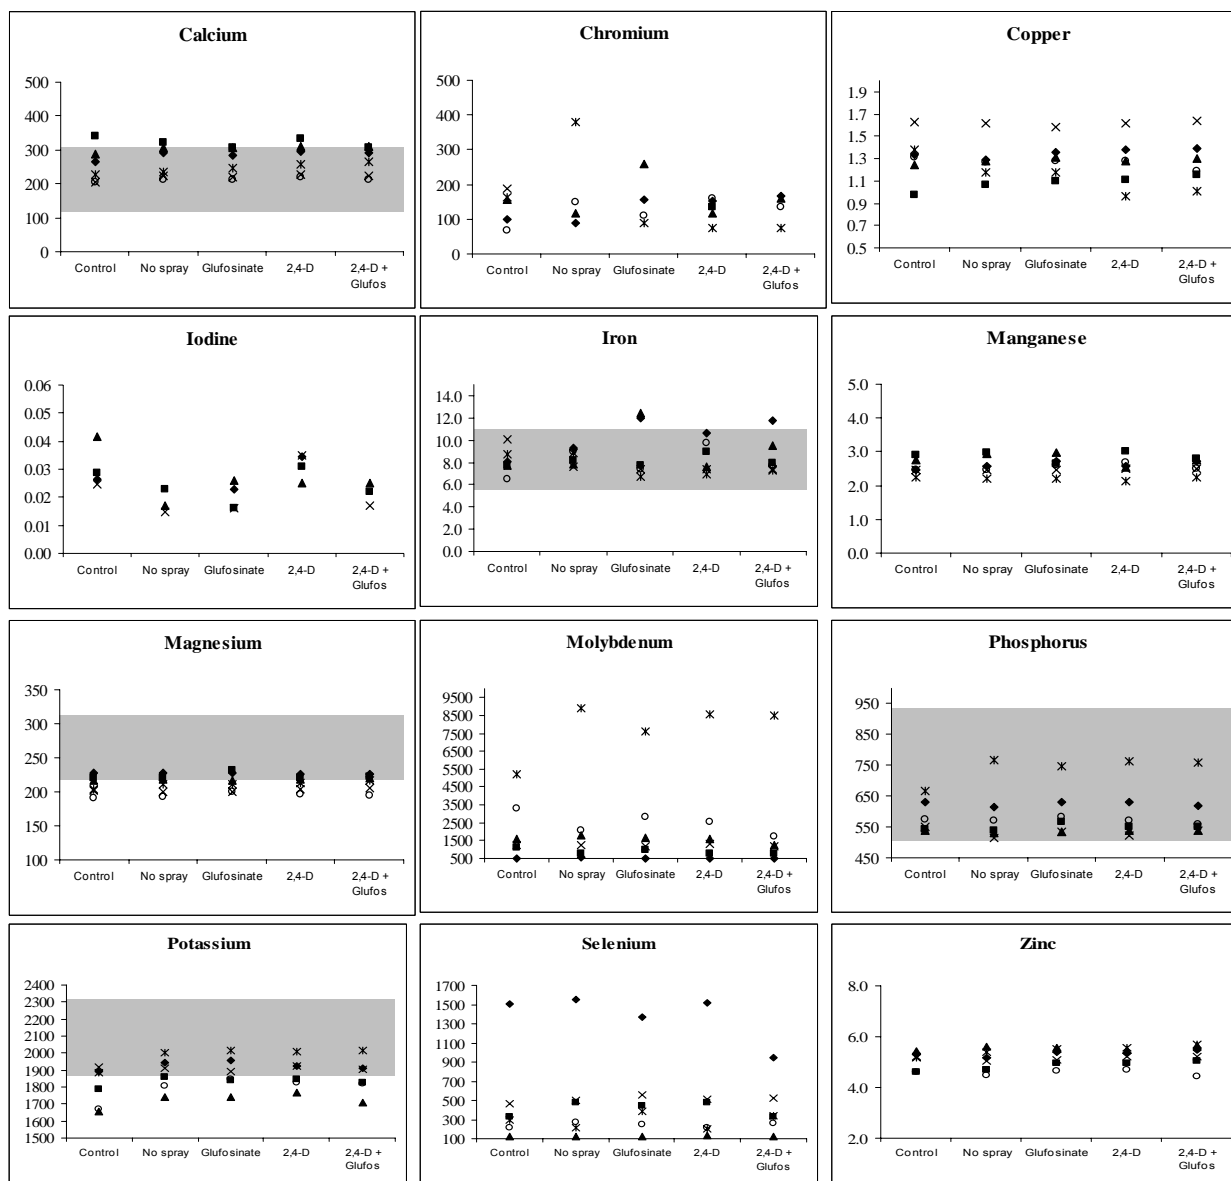 Calcium
500
400
300
200
100
0
Control No spray Glufosinate 2,4-D 2,4-D +
Glufos
Chromium
500
400
300
200
100
0
Control No spray Glufosinate 2,4-D 2,4-D +
Glufos
Copper
1.9
1.7
1.5
1.3
1.1
0.9
0.7
0.5
Control No spray Glufosinate 2,4-D 2,4-D +
Glufos
Iodine
0.06
0.05
0.04
0.03
0.02
0.01
0.00
Control No spray Glufosinate 2,4-D 2,4-D +
Glufos
Iron
14.0
12.0
10.0
8.0
6.0
4.0
2.0
0.0
Control No spray Glufosinate 2,4-D 2,4-D +
Glufos
Manganese
5.0
4.0
3.0
2.0
1.0
0.0
Control No spray Glufosinate 2,4-D 2,4-D +
Glufos
Magnesium
350
300
250
200
150
100
Control No spray Glufosinate 2,4-D 2,4-D +
Glufos
Molybdenum
9500
8500
7500
6500
5500
4500
3500
2500
1500
500
Control No spray Glufosinate 2,4-D 2,4-D +
Glufos
Phosphorus
950
850
750
650
550
450
Control No spray Glufosinate 2,4-D 2,4-D +
Glufos
Potassium
2400
2300
2200
2100
2000
1900
1800
1700
1600
1500
Control No spray Glufosinate 2,4-D 2,4-D +
Glufos
Selenium
1700
1500
1300
1100
900
700
500
300
100
Control No spray Glufosinate 2,4-D 2,4-D +
Glufos
Zinc
8.0
6.0
4.0
2.0
Control No spray Glufosinate 2,4-D 2,4-D +
Glufos